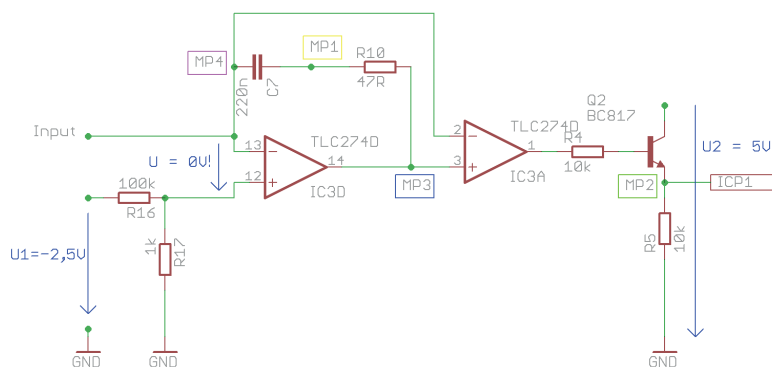 MP4
MP1
R10
47R
220n
C7
Q2
BC817
Input
U = 0V!
13
12
TLC274D
14
IC3D
MP3
2
3
TLC274D
1
IC3A
R4
10k
U2 = 5V
MP2
ICP1
100k
R16
1k
R17
U1=-2,5V
R5
10k
GND
GND
GND